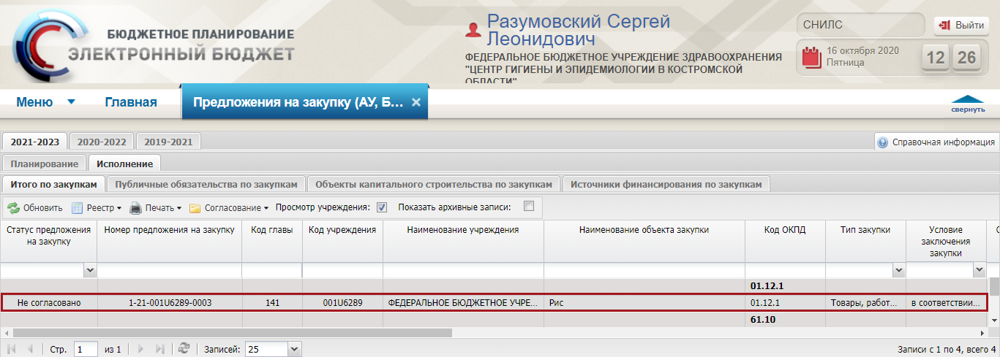 БЮДЖЕТНОЕ ПЛАНИРОВАНИЕ
ЭЛЕКТРОННЫЙ БЮДЖЕТ
Разумовский Сергей
Леонидович
ФЕДЕРАЛЬНОЕ БЮДЖЕТНОЕ УЧРЕЖДЕНИЕ ЗДРАВООХРАНЕНИЯ
"ЦЕНТР ГИГИЕНЫ И ЭПИДЕМИОЛОГИИ В КОСТРОМСКОЙ
ОБЛАСТИ"
СНИЛС
Выйти
16 октября 2020
Пятница
12 26
Меню Главная Предложения на закупку (АУ, Б... ×
свернуть
2021-2023 2020-2022 2019-2021 Справочная информация
Планирование Исполнение
Итого по закупкам Публичные обязательства по закупкам Объекты капитального строительства по закупкам Источники финансирования по закупкам
Обновить Реестр Печать Согласование Просмотр учреждения: Показать архивные записи:
Статус предложения
на закупку
Номер предложения на закупку
Код главы
Код учреждения
Наименование учреждения
Наименование объекта закупки
Код ОКПД
Тип закупки
Условие
заключения
закупки
01.12.1
Не согласовано 1-21-001U6289-0003 141 001U6289 ФЕДЕРАЛЬНОЕ БЮДЖЕТНОЕ УЧРЕ... Рис 01.12.1 Товары, работ... в соответствии...
61.10
Стр. 1 из 1 Записей: 25 Записи с 1 по 4, всего 4